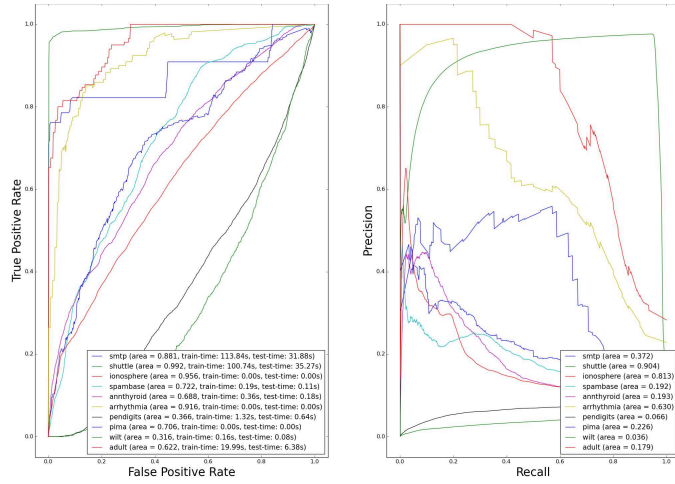 True Positive Rate
1.0
0.8
0.6
0.4
0.2
0.0
smtp (area = 0.881, train-time: 113.84s, test-time: 31.88s)
shuttle (area = 0.992, train-time: 100.74s, test-time: 35.27s)
ionosphere (area = 0.956, train-time: 0.00s, test-time: 0.00s)
spambase (area = 0.722, train-time: 0.19s, test-time: 0.11s)
annthyroid (area = 0.688, train-time: 0.36s, test-time: 0.18s)
arrhythmia (area = 0.916, train-time: 0.00s, test-time: 0.00s)
pendigits (area = 0.366, train-time: 1.32s, test-time: 0.64s)
pima (area = 0.706, train-time: 0.00s, test-time: 0.00s)
wilt (area = 0.316, train-time: 0.16s, test-time: 0.08s)
adult (area = 0.622, train-time: 19.99s, test-time: 6.38s)
0.0 0.2 0.4 0.6 0.8 1.0
False Positive Rate
Precision
1.0
0.8
0.6
0.4
0.2
0.0
smtp (area = 0.372)
shuttle (area = 0.904)
ionosphere (area = 0.813)
spambase (area = 0.192)
annthyroid (area = 0.193)
arrhythmia (area = 0.630)
pendigits (area = 0.066)
pima (area = 0.226)
wilt (area = 0.036)
adult (area = 0.179)
0.0 0.2 0.4 0.6 0.8 1.0
Recall